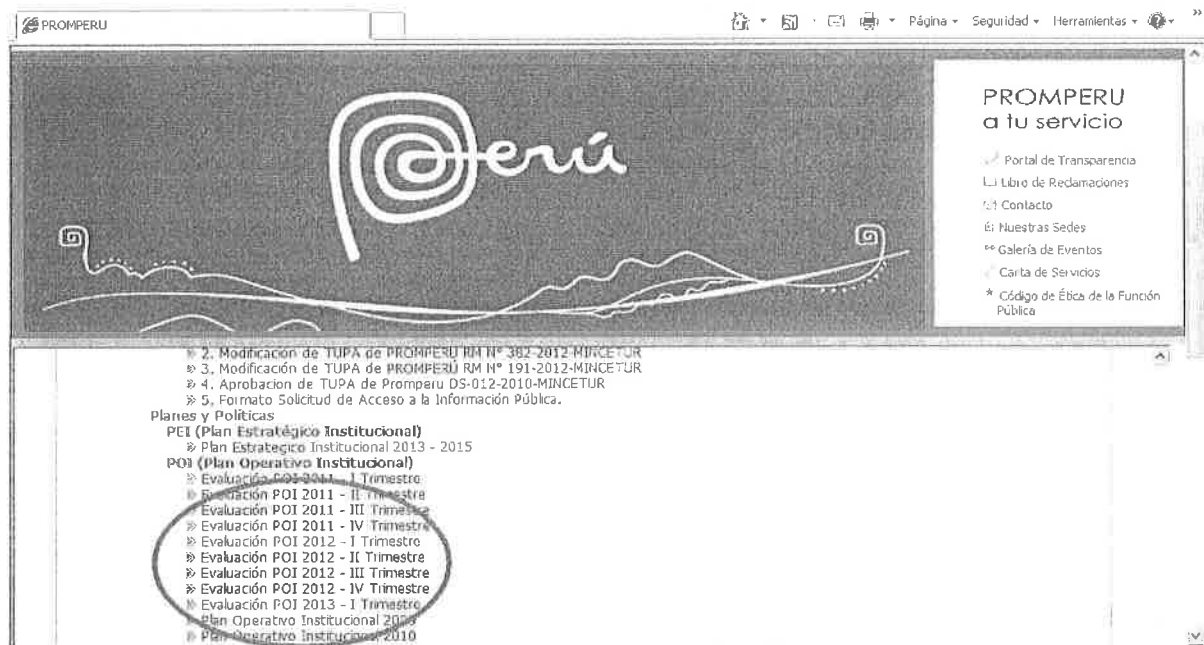 PROMPERU
Página
Seguridad
Herramientas
Perú
PROMPERU
a tu servicio
Portal de Transparencia
Libro de Reclamaciones
Contacto
Nuestras Sedes
Galería de Eventos
Carta de Servicios
* Código de Ética de la Función
Pública
» 2. Modificación de TUPA de PROMPERÚ RM Nº 382-2012-MINCETUR
» 3. Modificación de TUPA de PROMPERÚ RM Nº 191-2012-MINCETUR
» 4. Aprobacion de TUPA de Promperu DS-012-2010-MINCETUR
» 5. Formato Solicitud de Acceso a la Información Pública.
Planes y Políticas
PEI (Plan Estratégico Institucional)
» Plan Estrategico Institucional 2013 - 2015
POI (Plan Operativo Institucional)
» Evaluación POI 2011 - I Trimestre
» Evaluación POI 2011 - II Trimestre
» Evaluación POI 2011 - III Trimestre
» Evaluación POI 2011 - IV Trimestre
» Evaluación POI 2012 - I Trimestre
» Evaluación POI 2012 - II Trimestre
» Evaluación POI 2012 - III Trimestre
» Evaluación POI 2012 - IV Trimestre
» Evaluación POI 2013 - I Trimestre
» Plan Operativo Institucional
» Plan Operativo Institucional 2010